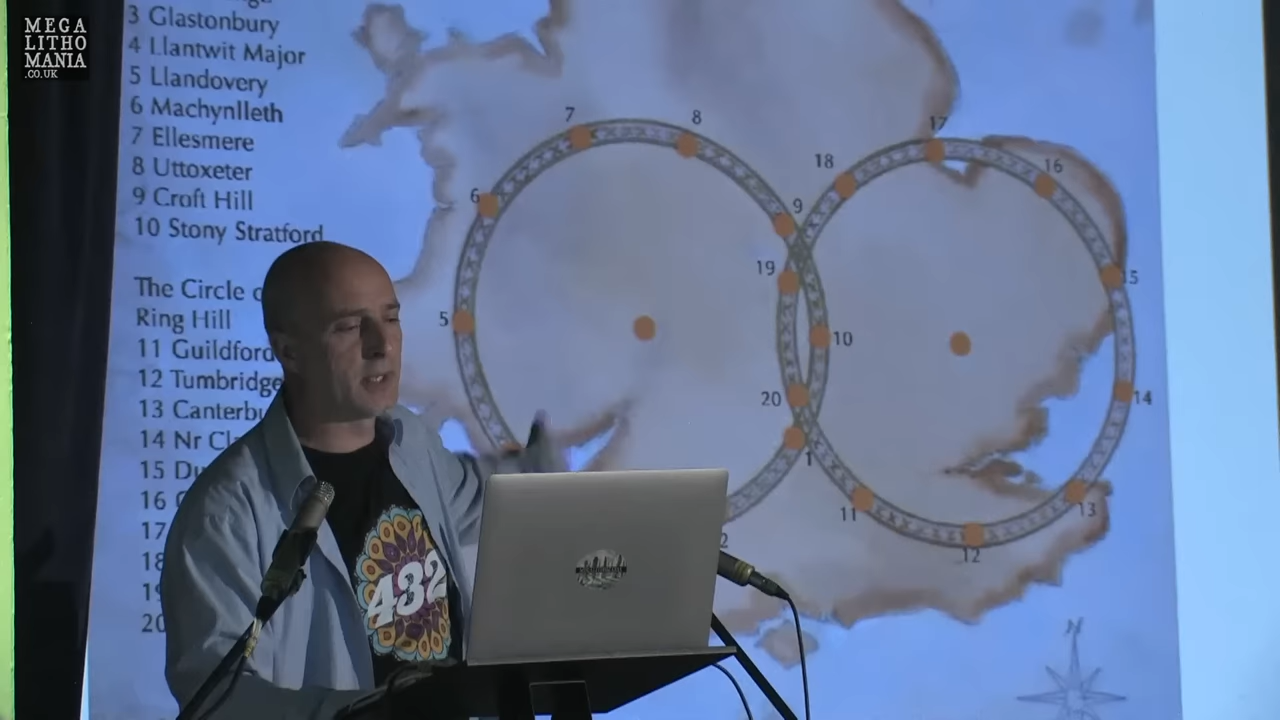 MEGA
LITHO
MANIA
.CO.UK
3 Glastonbury
4 Llantwit Major
5 Llandovery
6 Machynlleth
7 Ellesmere
8 Uttoxeter
9 Croft Hill
10 Stony Stratford
The Circle
Ring Hill
11 Guildford
12 Tumbridge
13
14 Nr
15
16
17
18
19
20
7
8
17
18
16
6
9
19
15
5
10
20
14
1
11
13
12
2
N
432